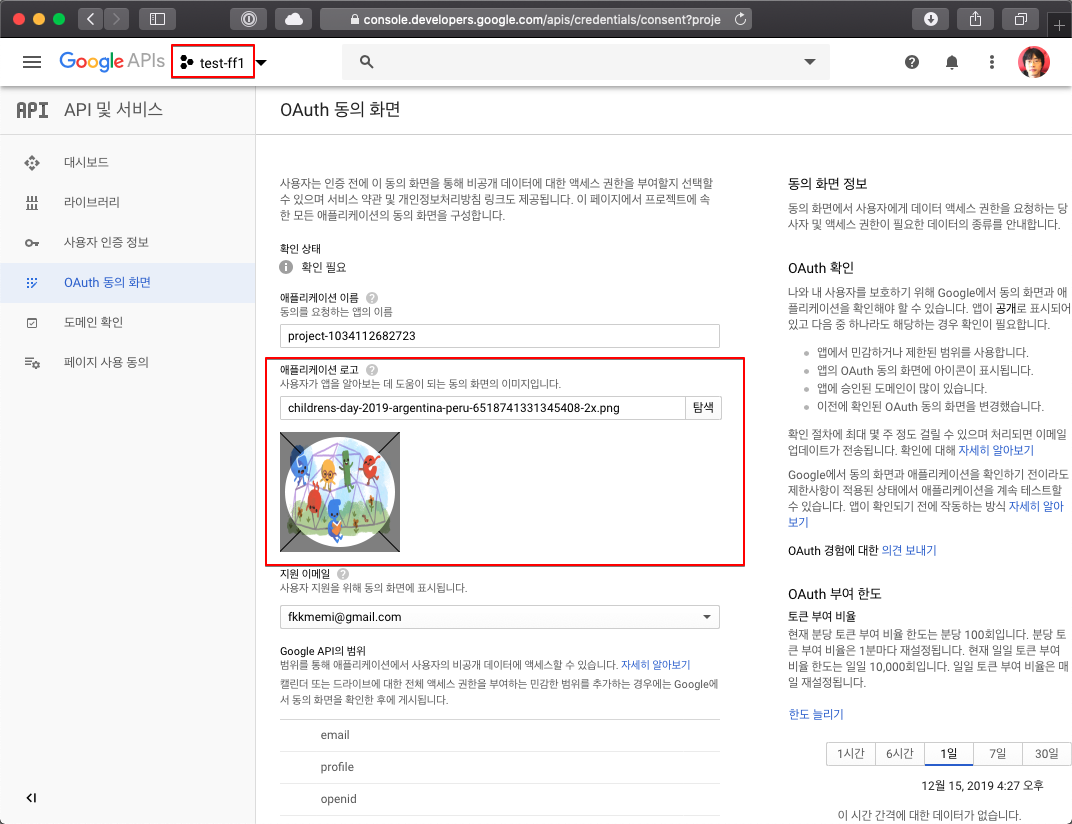 console.developers.google.com/apis/credentials/consent?proje
Google APIs
test-ff1
API
API 및 서비스
대시보드
라이브러리
사용자 인증 정보
OAuth 동의 화면
도메인 확인
페이지 사용 동의
OAuth 동의 화면
사용자는 인증 전에 이 동의 화면을 통해 비공개 데이터에 대한 액세스 권한을 부여할지 선택할
수 있으며 서비스 약관 및 개인정보처리방침 링크도 제공됩니다. 이 페이지에서 프로젝트에 속
한 모든 애플리케이션의 동의 화면을 구성합니다.
확인 상태
확인 필요
애플리케이션 이름
동의를 요청하는 앱의 이름
project-1034112682723
애플리케이션 로고
사용자가 앱을 알아보는 데 도움이 되는 동의 화면의 이미지입니다.
childrens-day-2019-argentina-peru-6518741331345408-2x.png
탐색
지원 이메일
사용자 지원을 위해 동의 화면에 표시됩니다.
fkkmemi@gmail.com
Google API의 범위
범위를 통해 애플리케이션에서 사용자의 비공개 데이터에 액세스할 수 있습니다. 자세히 알아보기
캘린더 또는 드라이브에 대한 전체 액세스 권한을 부여하는 민감한 범위를 추가하는 경우에는 Google에
서 동의 화면을 확인한 후에 게시됩니다.
email
profile
openid
동의 화면 정보
동의 화면에서 사용자에게 데이터 액세스 권한을 요청하는 당
사자 및 액세스 권한이 필요한 데이터의 종류를 안내합니다.
OAuth 확인
나와 내 사용자를 보호하기 위해 Google에서 동의 화면과 애
플리케이션을 확인해야 할 수 있습니다. 앱이 공개로 표시되어
있고 다음 중 하나라도 해당하는 경우 확인이 필요합니다.
앱에서 민감하거나 제한된 범위를 사용합니다.
앱의 OAuth 동의 화면에 아이콘이 표시됩니다.
앱에 승인된 도메인이 많이 있습니다.
이전에 확인된 OAuth 동의 화면을 변경했습니다.
확인 절차에 최대 몇 주 정도 걸릴 수 있으며 처리되면 이메일
업데이트가 전송됩니다. 확인에 대해 자세히 알아보기
Google에서 동의 화면과 애플리케이션을 확인하기 전이라도
제한사항이 적용된 상태에서 애플리케이션을 계속 테스트할
수 있습니다. 앱이 확인되기 전에 작동하는 방식 자세히 알아
보기
OAuth 경험에 대한 의견 보내기
OAuth 부여 한도
토큰 부여 비율
현재 분당 토큰 부여 비율 한도는 분당 100회입니다. 분당 토
큰 부여 비율은 1분마다 재설정됩니다. 현재 일일 토큰 부여
비율 한도는 일일 10,000회입니다. 일일 토큰 부여 비율은 매
일 재설정됩니다.
한도 늘리기
1시간
6시간
1일
7일
30일
12월 15, 2019 4:27 오후
이 시간 간격에 대한 데이터가 없습니다.